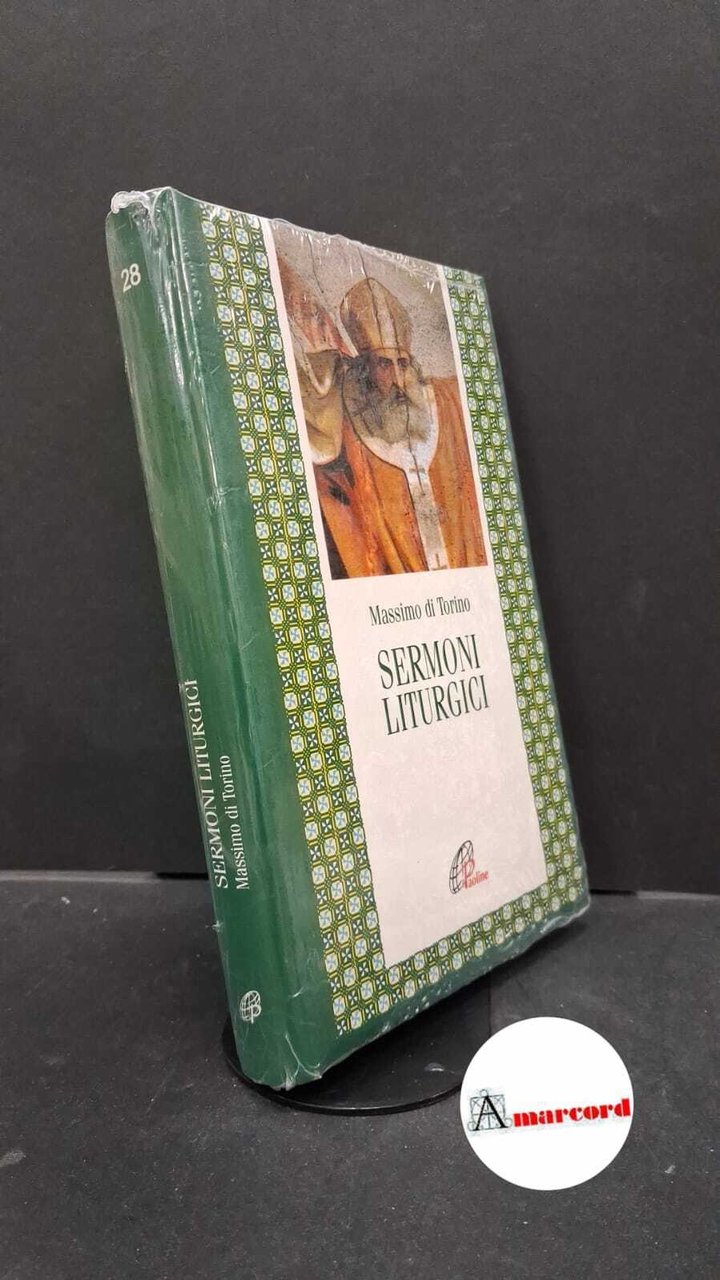 28
SERMONI LITURGICI
Massimo di Torino
Massimo di Torino
SERMONI
LITURGICI
Paoline
Amarcord